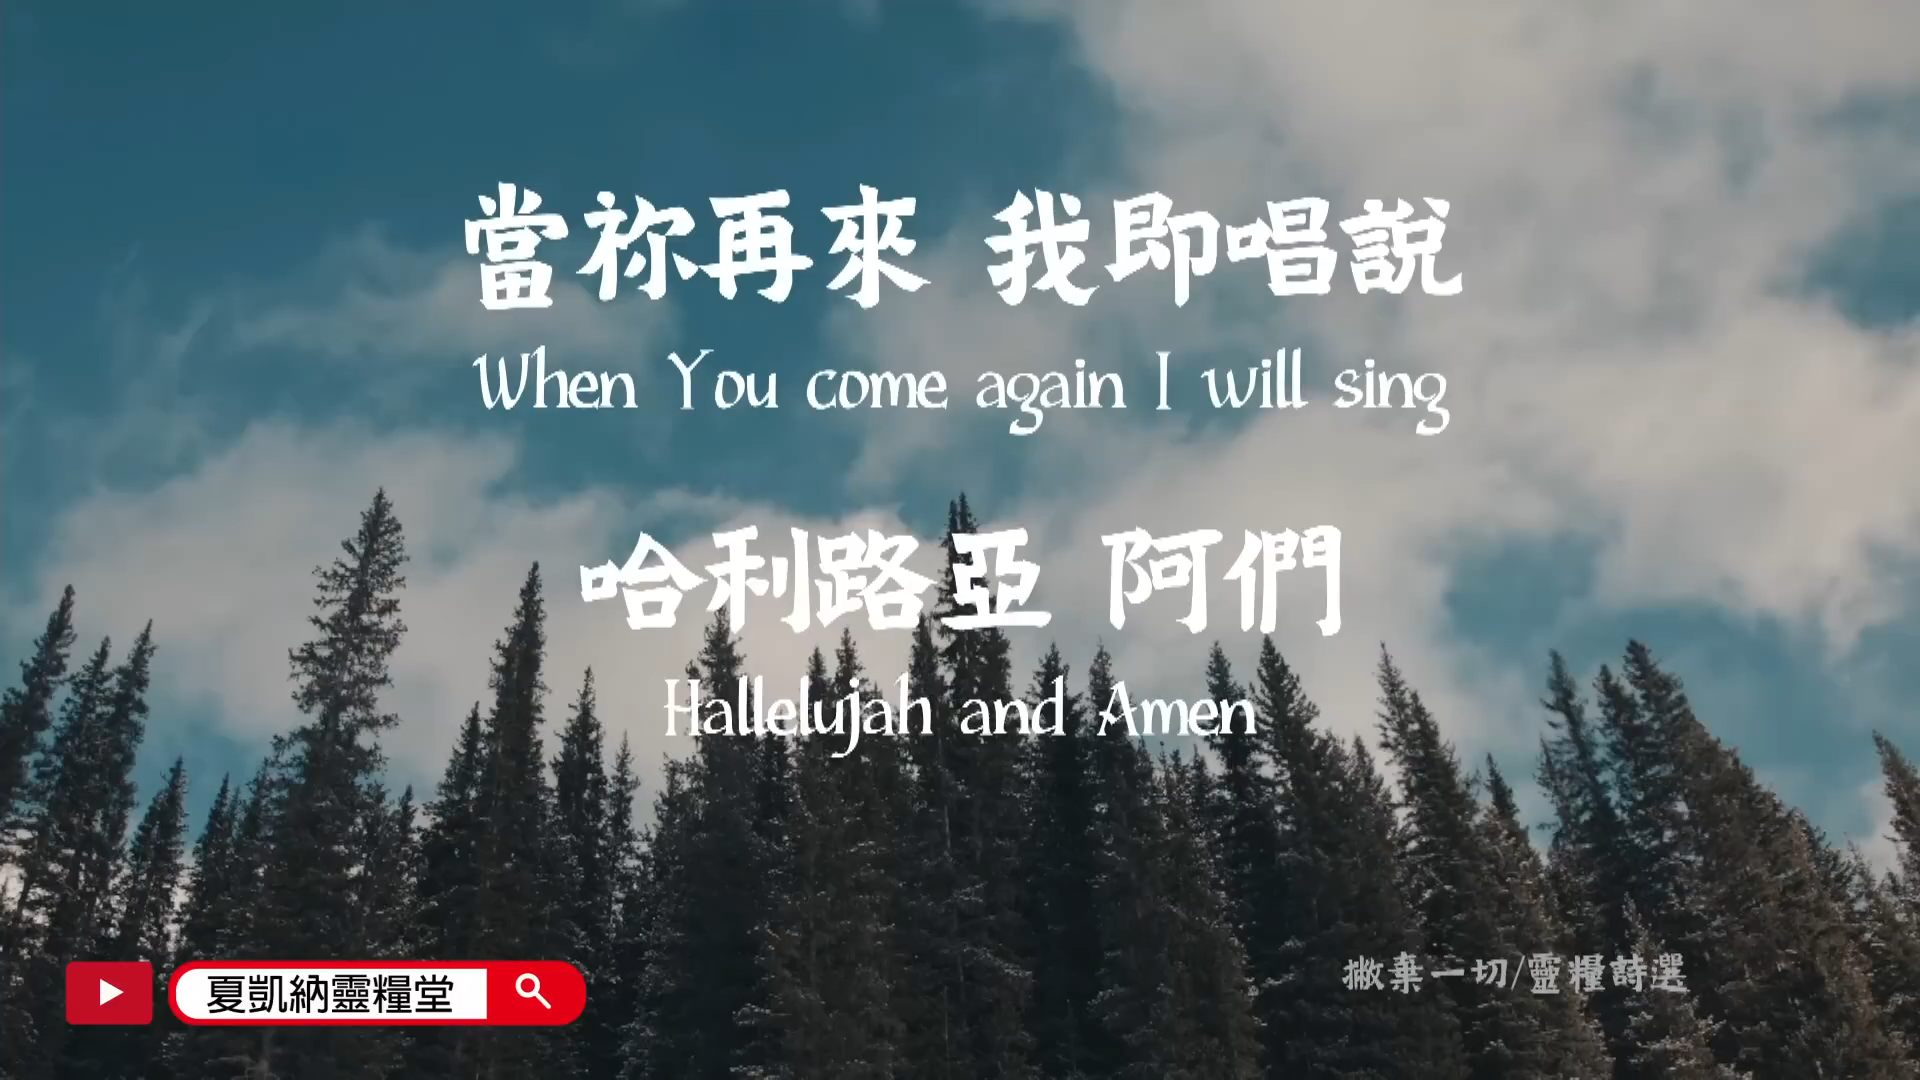 當祢再來 我即唱說
When You come again I will sing
哈利路亞 阿們
Hallelujah and Amen
撇棄一切/靈糧詩選
夏凱納靈糧堂